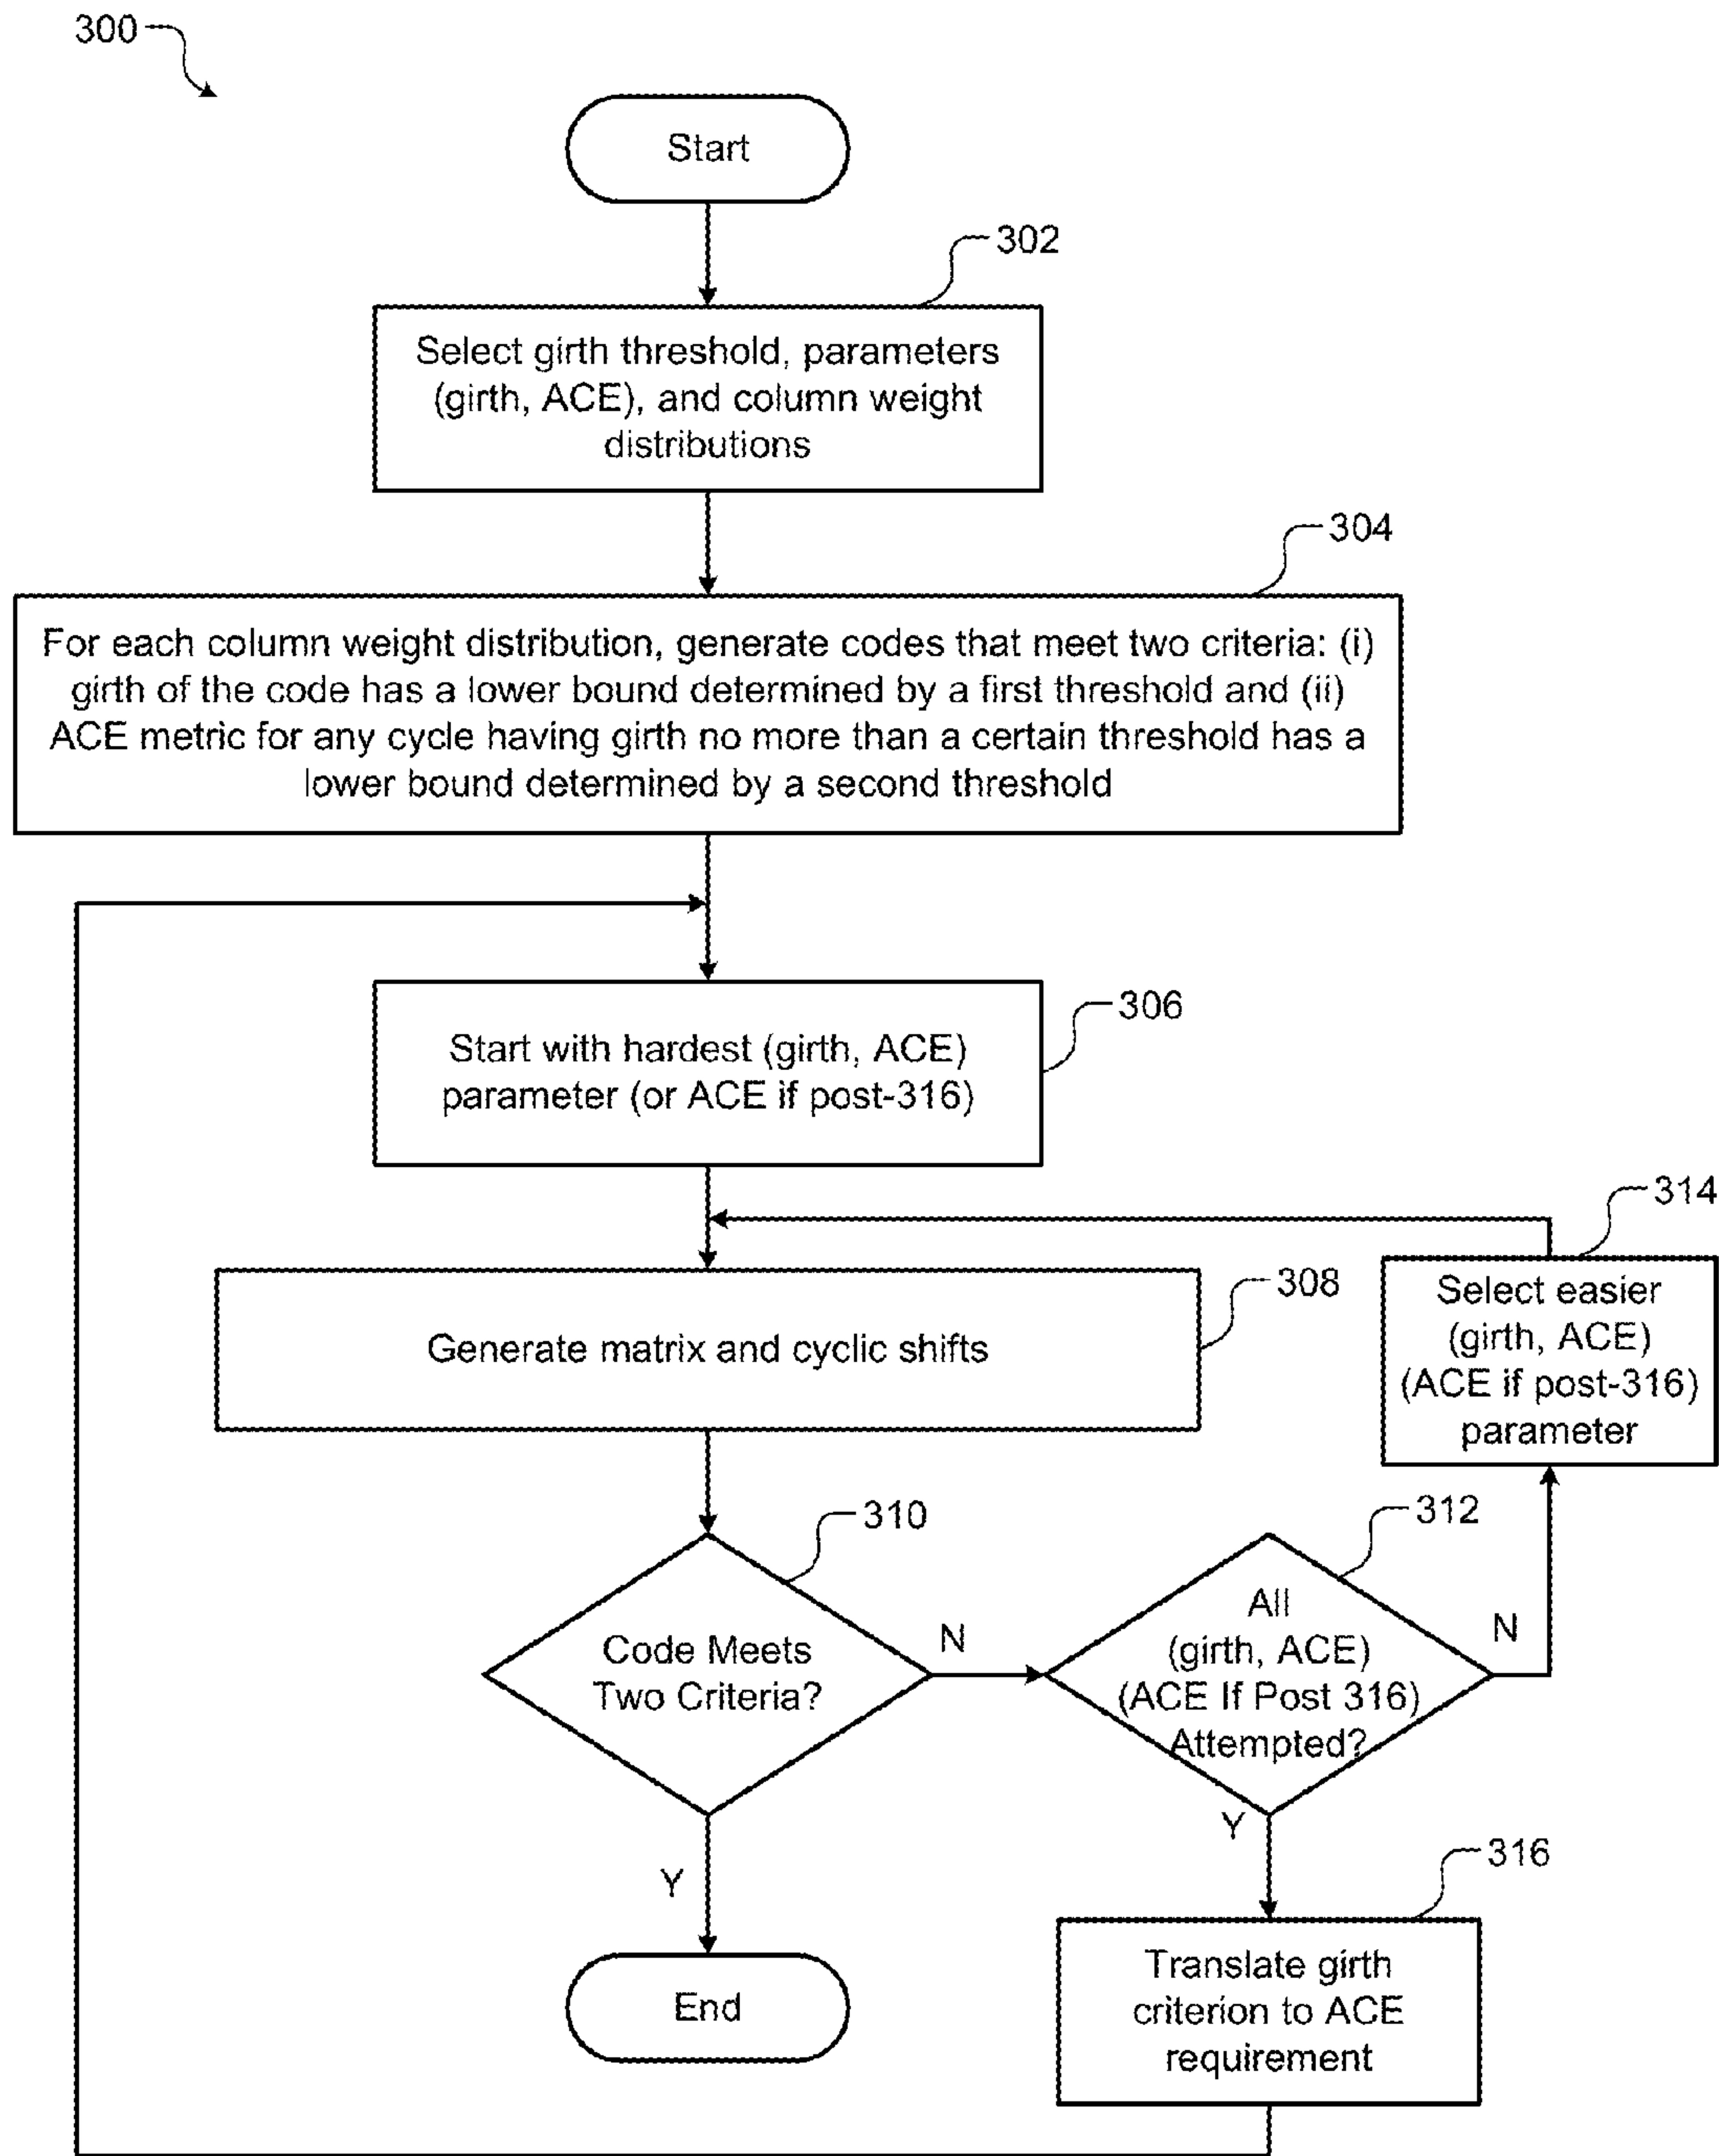 300
Start
302
Select girth threshold, parameters
(girth, ACE), and column weight
distributions
304
For each column weight distribution, generate codes that meet two criteria: (i)
girth of the code has a lower bound determined by a first threshold and (ii)
ACE metric for any cycle having girth no more than a certain threshold has a
lower bound determined by a second threshold
306
Start with hardest (girth, ACE)
parameter (or ACE if post-316)
314
Select easier
(girth, ACE)
(ACE if post-316)
parameter
308
Generate matrix and cyclic shifts
310
Code Meets
Two Criteria?
N
312
All
(girth, ACE)
(ACE If Post 316)
Attempted?
N
Y
Y
316
Translate girth
criterion to ACE
requirement
End